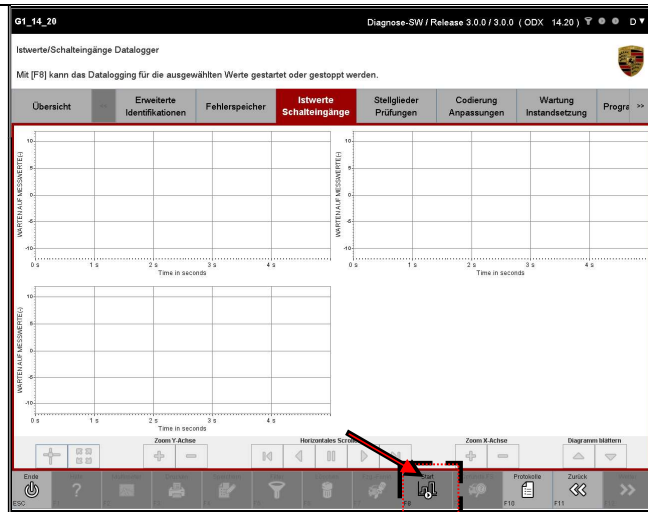 G1_14_20
Diagnose-SW / Release 3.0.0 / 3.0.0 ( ODX 14.20 )
D
Istwerte/Schalteingänge Datalogger
Mit [F8] kann das Datalogging für die ausgewählten Werte gestartet oder gestoppt werden.
Übersicht
<<
Erweiterte
Identifikationen
Fehlerspeicher
Istwerte
Schalteingänge
Stellglieder
Prüfungen
Codierung
Anpassungen
Wartung
Instandsetzung
Progra
>>
WARTEN AUF MESSWERTE(-)
10
5
0
-5
-10
0 s 1 s 2 s 3 s 4 s
Time in seconds
WARTEN AUF MESSWERTE(-)
10
5
0
-5
-10
0 s 1 s 2 s 3 s 4 s
Time in seconds
WARTEN AUF MESSWERTE(-)
10
5
0
-5
-10
0 s 1 s 2 s 3 s 4 s
Time in seconds
Zoom Y-Achse
Horizontales
Zoom X-Achse
Diagramm blättern
Ende
ESC
Start
F8
Protokolle
F10
Zurück
F11